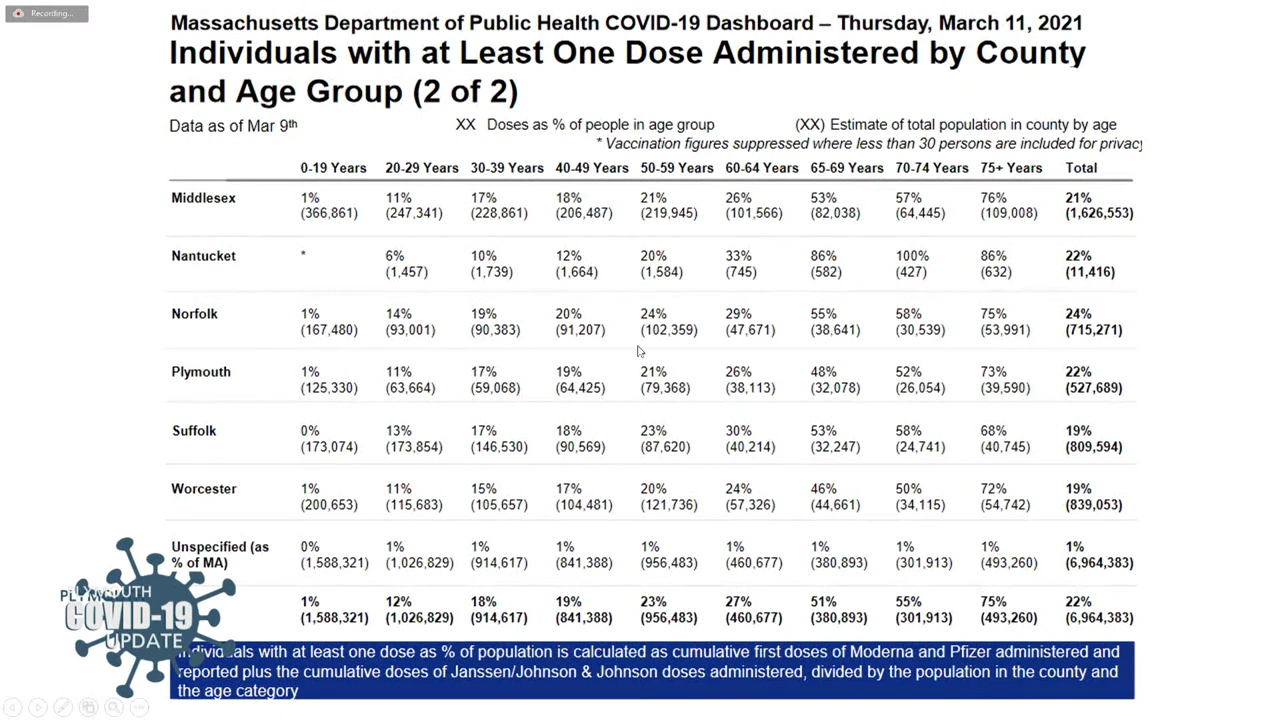 Recording...
Massachusetts Department of Public Health COVID-19 Dashboard – Thursday, March 11, 2021
Individuals with at Least One Dose Administered by County
and Age Group (2 of 2)
Data as of Mar 9th XX Doses as % of people in age group (XX) Estimate of total population in county by age
* Vaccination figures suppressed where less than 30 persons are included for privacy
0-19 Years 20-29 Years 30-39 Years 40-49 Years 50-59 Years 60-64 Years 65-69 Years 70-74 Years 75+ Years Total
Middlesex 1% 11% 17% 18% 21% 26% 53% 57% 76% 21%
(366,861) (247,341) (228,861) (206,487) (219,945) (101,566) (82,038) (64,445) (109,008) (1,626,553)
Nantucket * 6% 10% 12% 20% 33% 86% 100% 86% 22%
(1,457) (1,739) (1,664) (1,584) (745) (582) (427) (632) (11,416)
Norfolk 1% 14% 19% 20% 24% 29% 55% 58% 75% 24%
(167,480) (93,001) (90,383) (91,207) (102,359) (47,671) (38,641) (30,539) (53,991) (715,271)
Plymouth 1% 11% 17% 19% 21% 26% 48% 52% 73% 22%
(125,330) (63,664) (59,068) (64,425) (79,368) (38,113) (32,078) (26,054) (39,590) (527,689)
Suffolk 0% 13% 17% 18% 23% 30% 53% 58% 68% 19%
(173,074) (173,854) (146,530) (90,569) (87,620) (40,214) (32,247) (24,741) (40,745) (809,594)
Worcester 1% 11% 15% 17% 20% 24% 46% 50% 72% 19%
(200,653) (115,683) (105,657) (104,481) (121,736) (57,326) (44,661) (34,115) (54,742) (839,053)
Unspecified (as 0% 1% 1% 1% 1% 1% 1% 1% 1% 1%
% of MA) (1,588,321) (1,026,829) (914,617) (841,388) (956,483) (460,677) (380,893) (301,913) (493,260) (6,964,383)
1% 12% 18% 19% 23% 27% 51% 55% 75% 22%
(1,588,321) (1,026,829) (914,617) (841,388) (956,483) (460,677) (380,893) (301,913) (493,260) (6,964,383)
PLYMOUTH
COVID-19
UPDATE
Individuals with at least one dose as % of population is calculated as cumulative first doses of Moderna and Pfizer administered and
reported plus the cumulative doses of Janssen/Johnson & Johnson doses administered, divided by the population in the county and
the age category